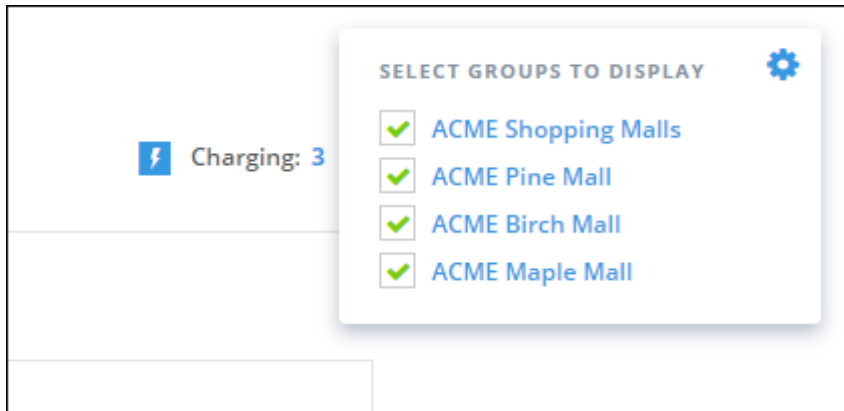 SELECT GROUPS TO DISPLAY
Charging: 3
ACME Shopping Malls
ACME Pine Mall
ACME Birch Mall
ACME Maple Mall